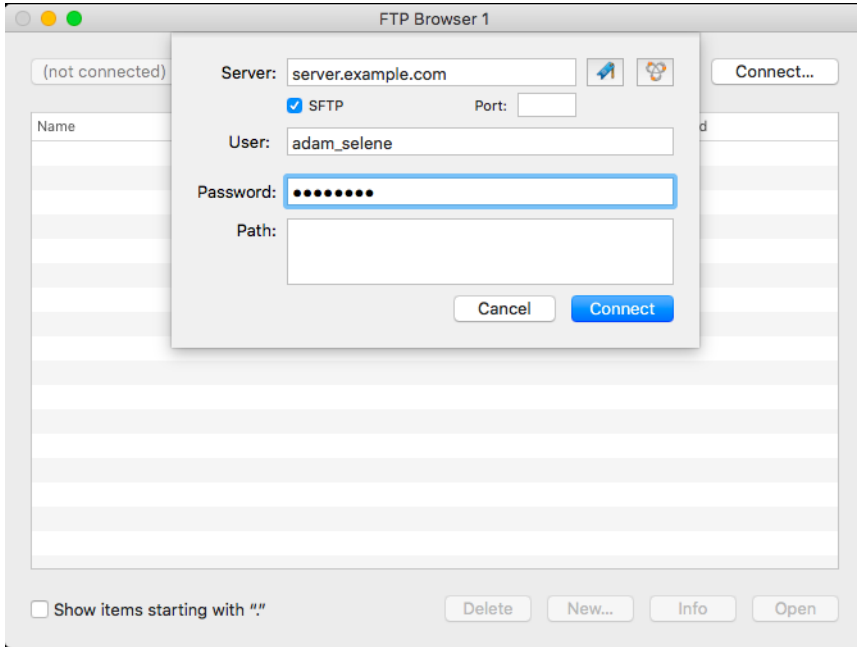 FTP Browser 1
(not connected)
Connect...
Server: server.example.com
SFTP Port:
Name
d
User: adam_selene
Password: ••••••••
Path:
Cancel Connect
Show items starting with “.”
Delete New... Info Open